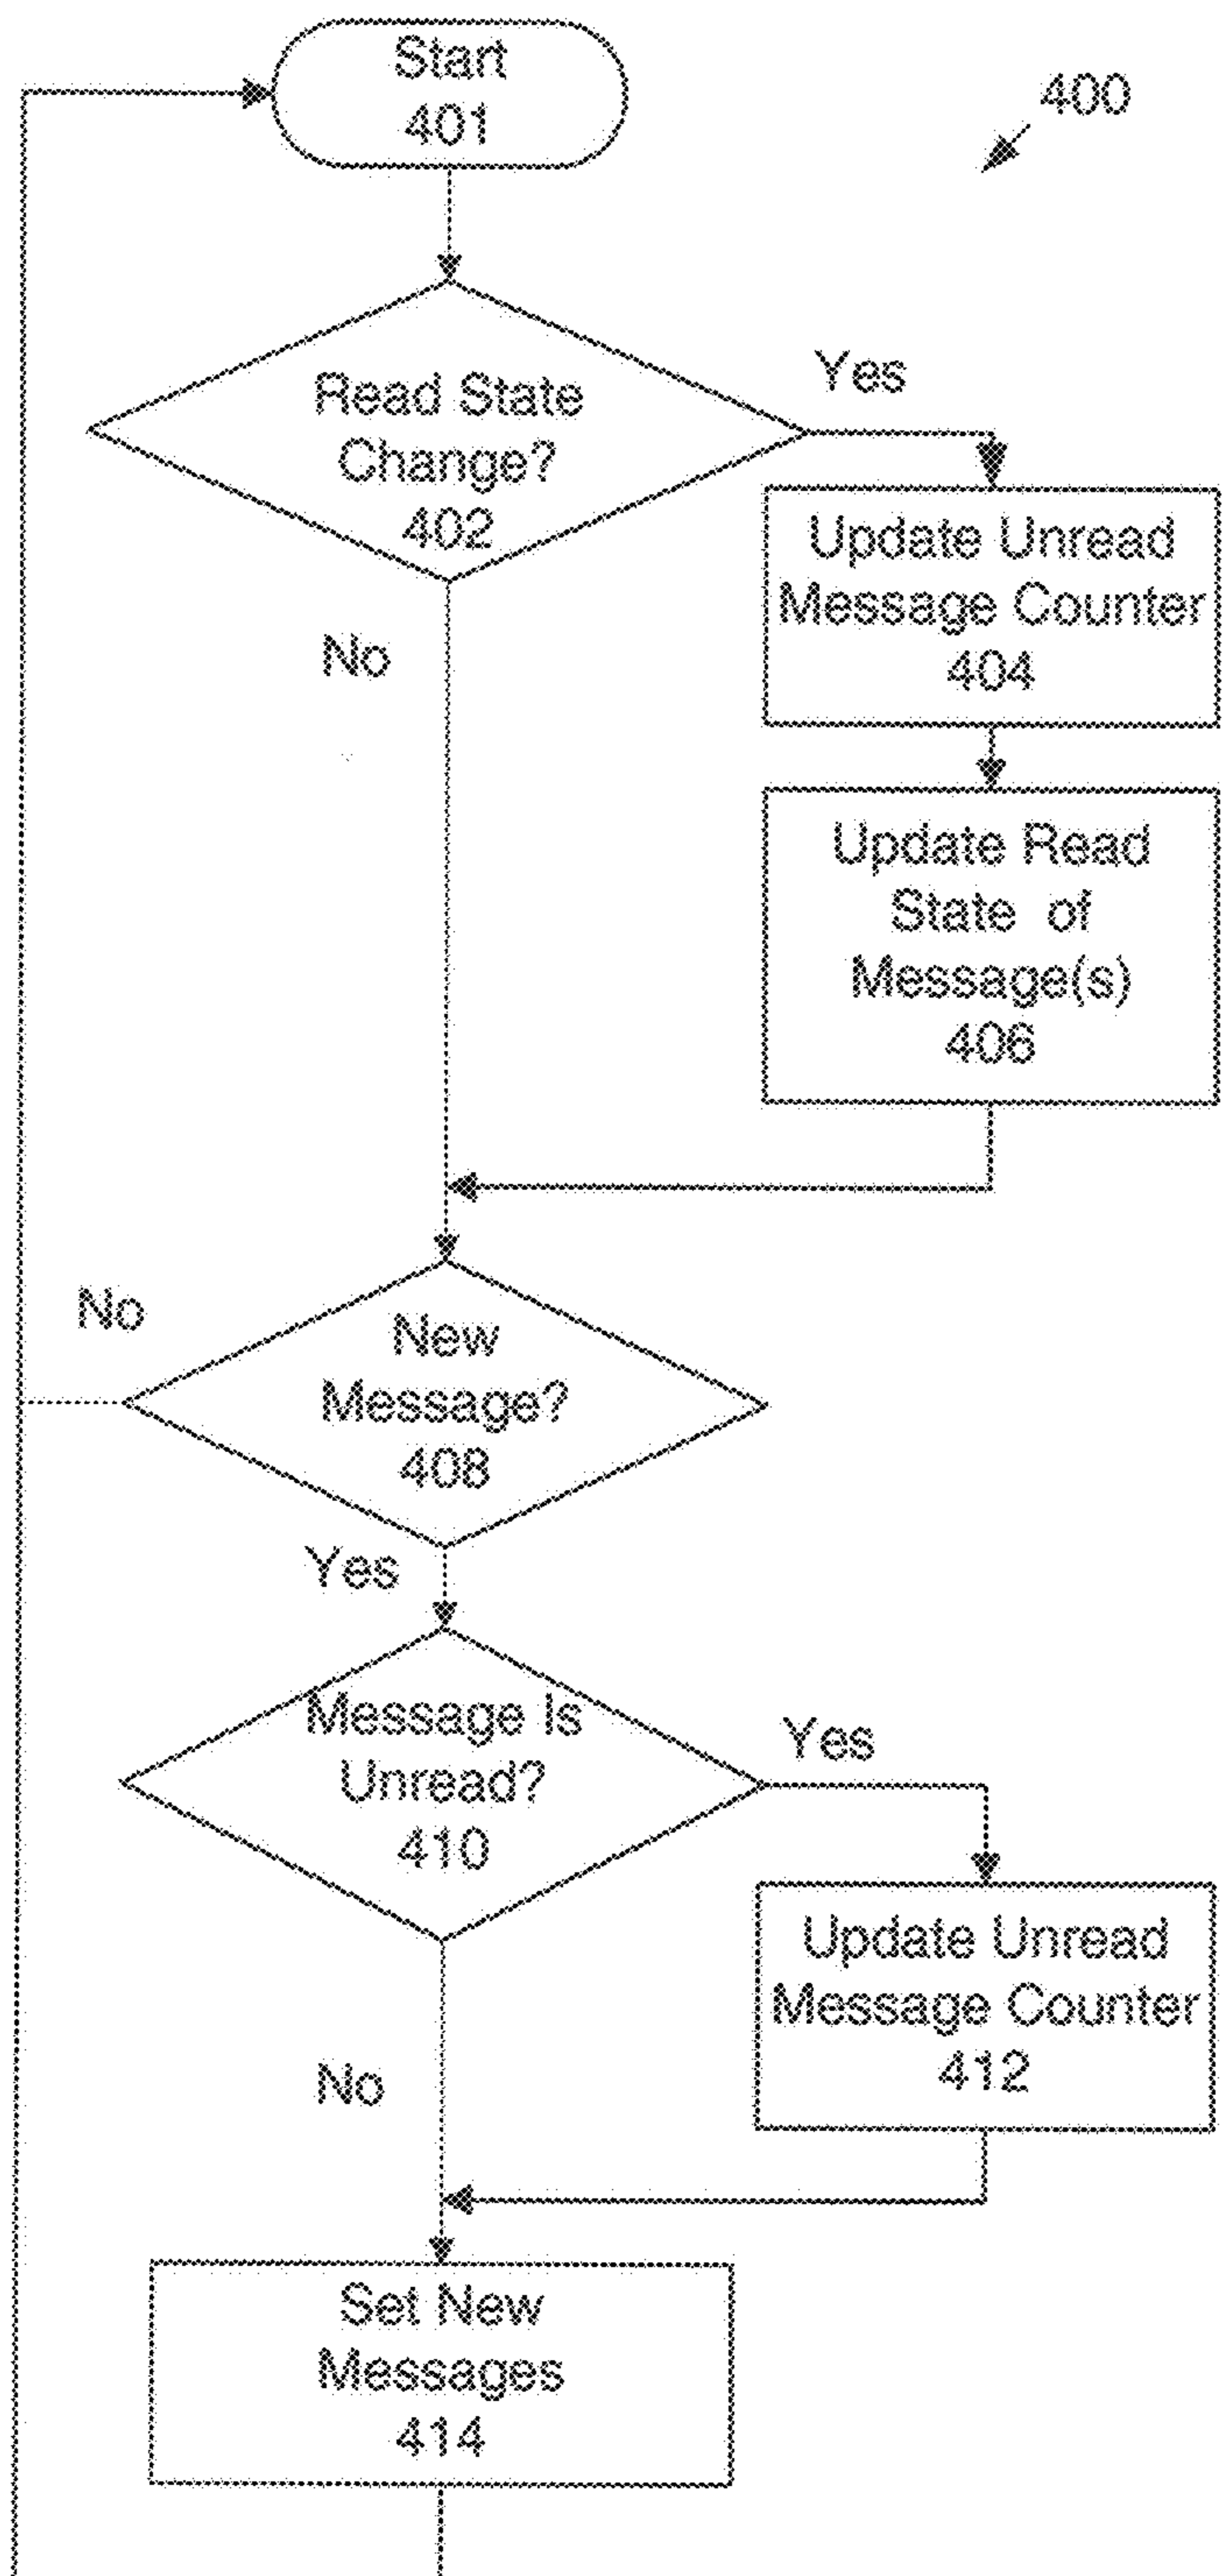 Start
401
400
Read State
Change?
402
Yes
Update Unread
Message Counter
404
No
Update Read
State of
Message(s)
406
No
New
Message?
408
Yes
Message Is
Unread?
410
Yes
Update Unread
Message Counter
412
No
Set New
Messages
414